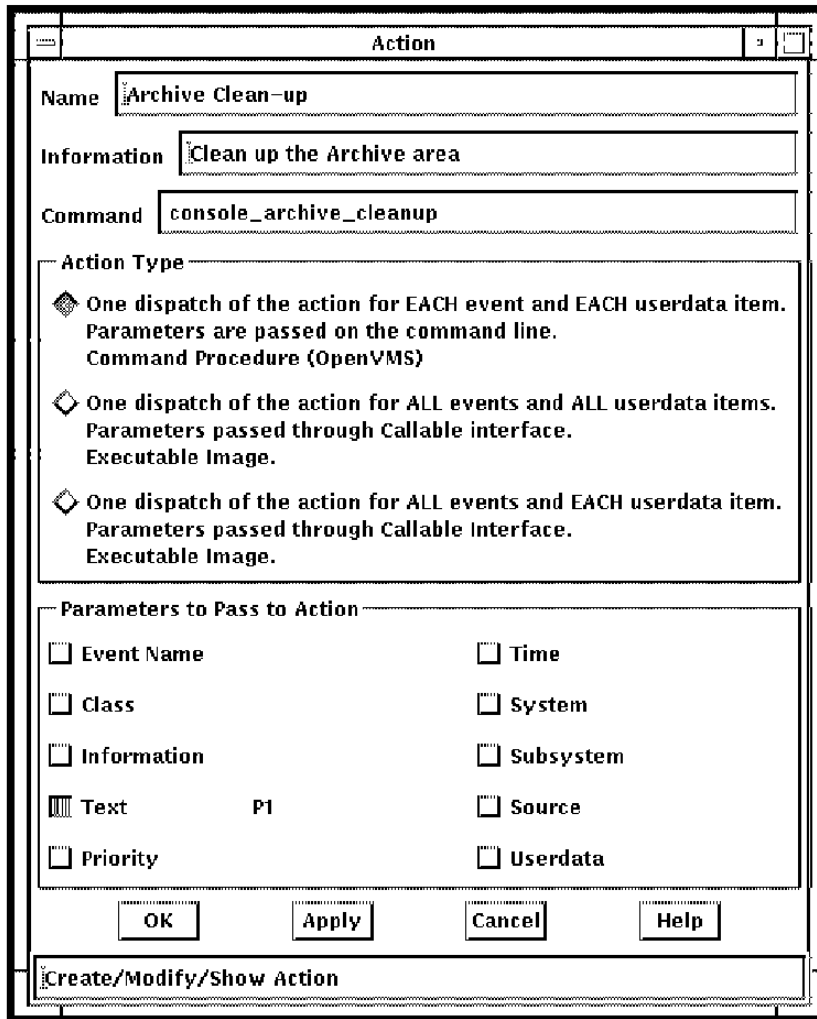 Action
Name Archive Clean-up
Information Clean up the Archive area
Command console_archive_cleanup
Action Type
One dispatch of the action for EACH event and EACH userdata item.
Parameters are passed on the command line.
Command Procedure (OpenVMS)
One dispatch of the action for ALL events and ALL userdata items.
Parameters passed through Callable interface.
Executable Image.
One dispatch of the action for ALL events and EACH userdata item.
Parameters passed through Callable Interface.
Executable Image.
Parameters to Pass to Action
Event Name Time
Class System
Information Subsystem
Text P1 Source
Priority Userdata
OK Apply Cancel Help
Create/Modify/Show Action